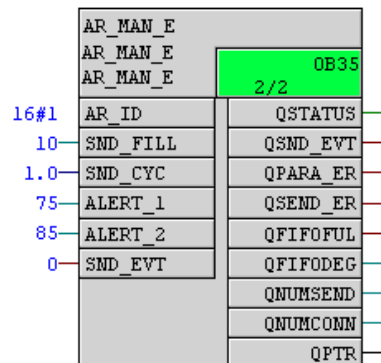 AR_MAN_E
AR_MAN_E
AR_MAN_E
OB35
2/2
16#1 AR_ID QSTATUS
10 SND_FILL QSND_EVT
1.0 SND_CYC QPARA_ER
75 ALERT_1 QSEND_ER
85 ALERT_2 QFIFOFUL
0 SND_EVT QFIFODEG
QNUMSEND
QNUMCONN
QPTR